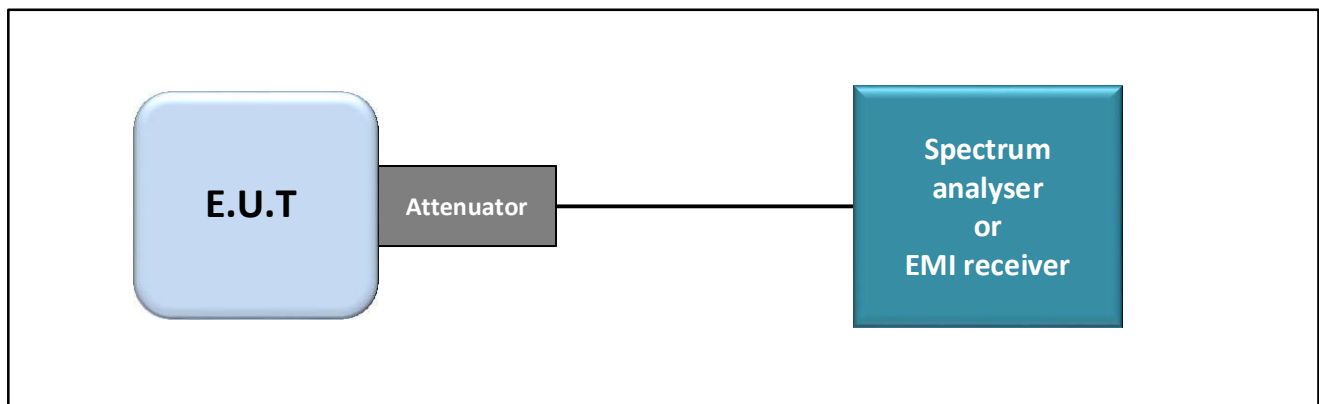 E.U.T
Attenuator
Spectrum
analyser
or
EMI receiver